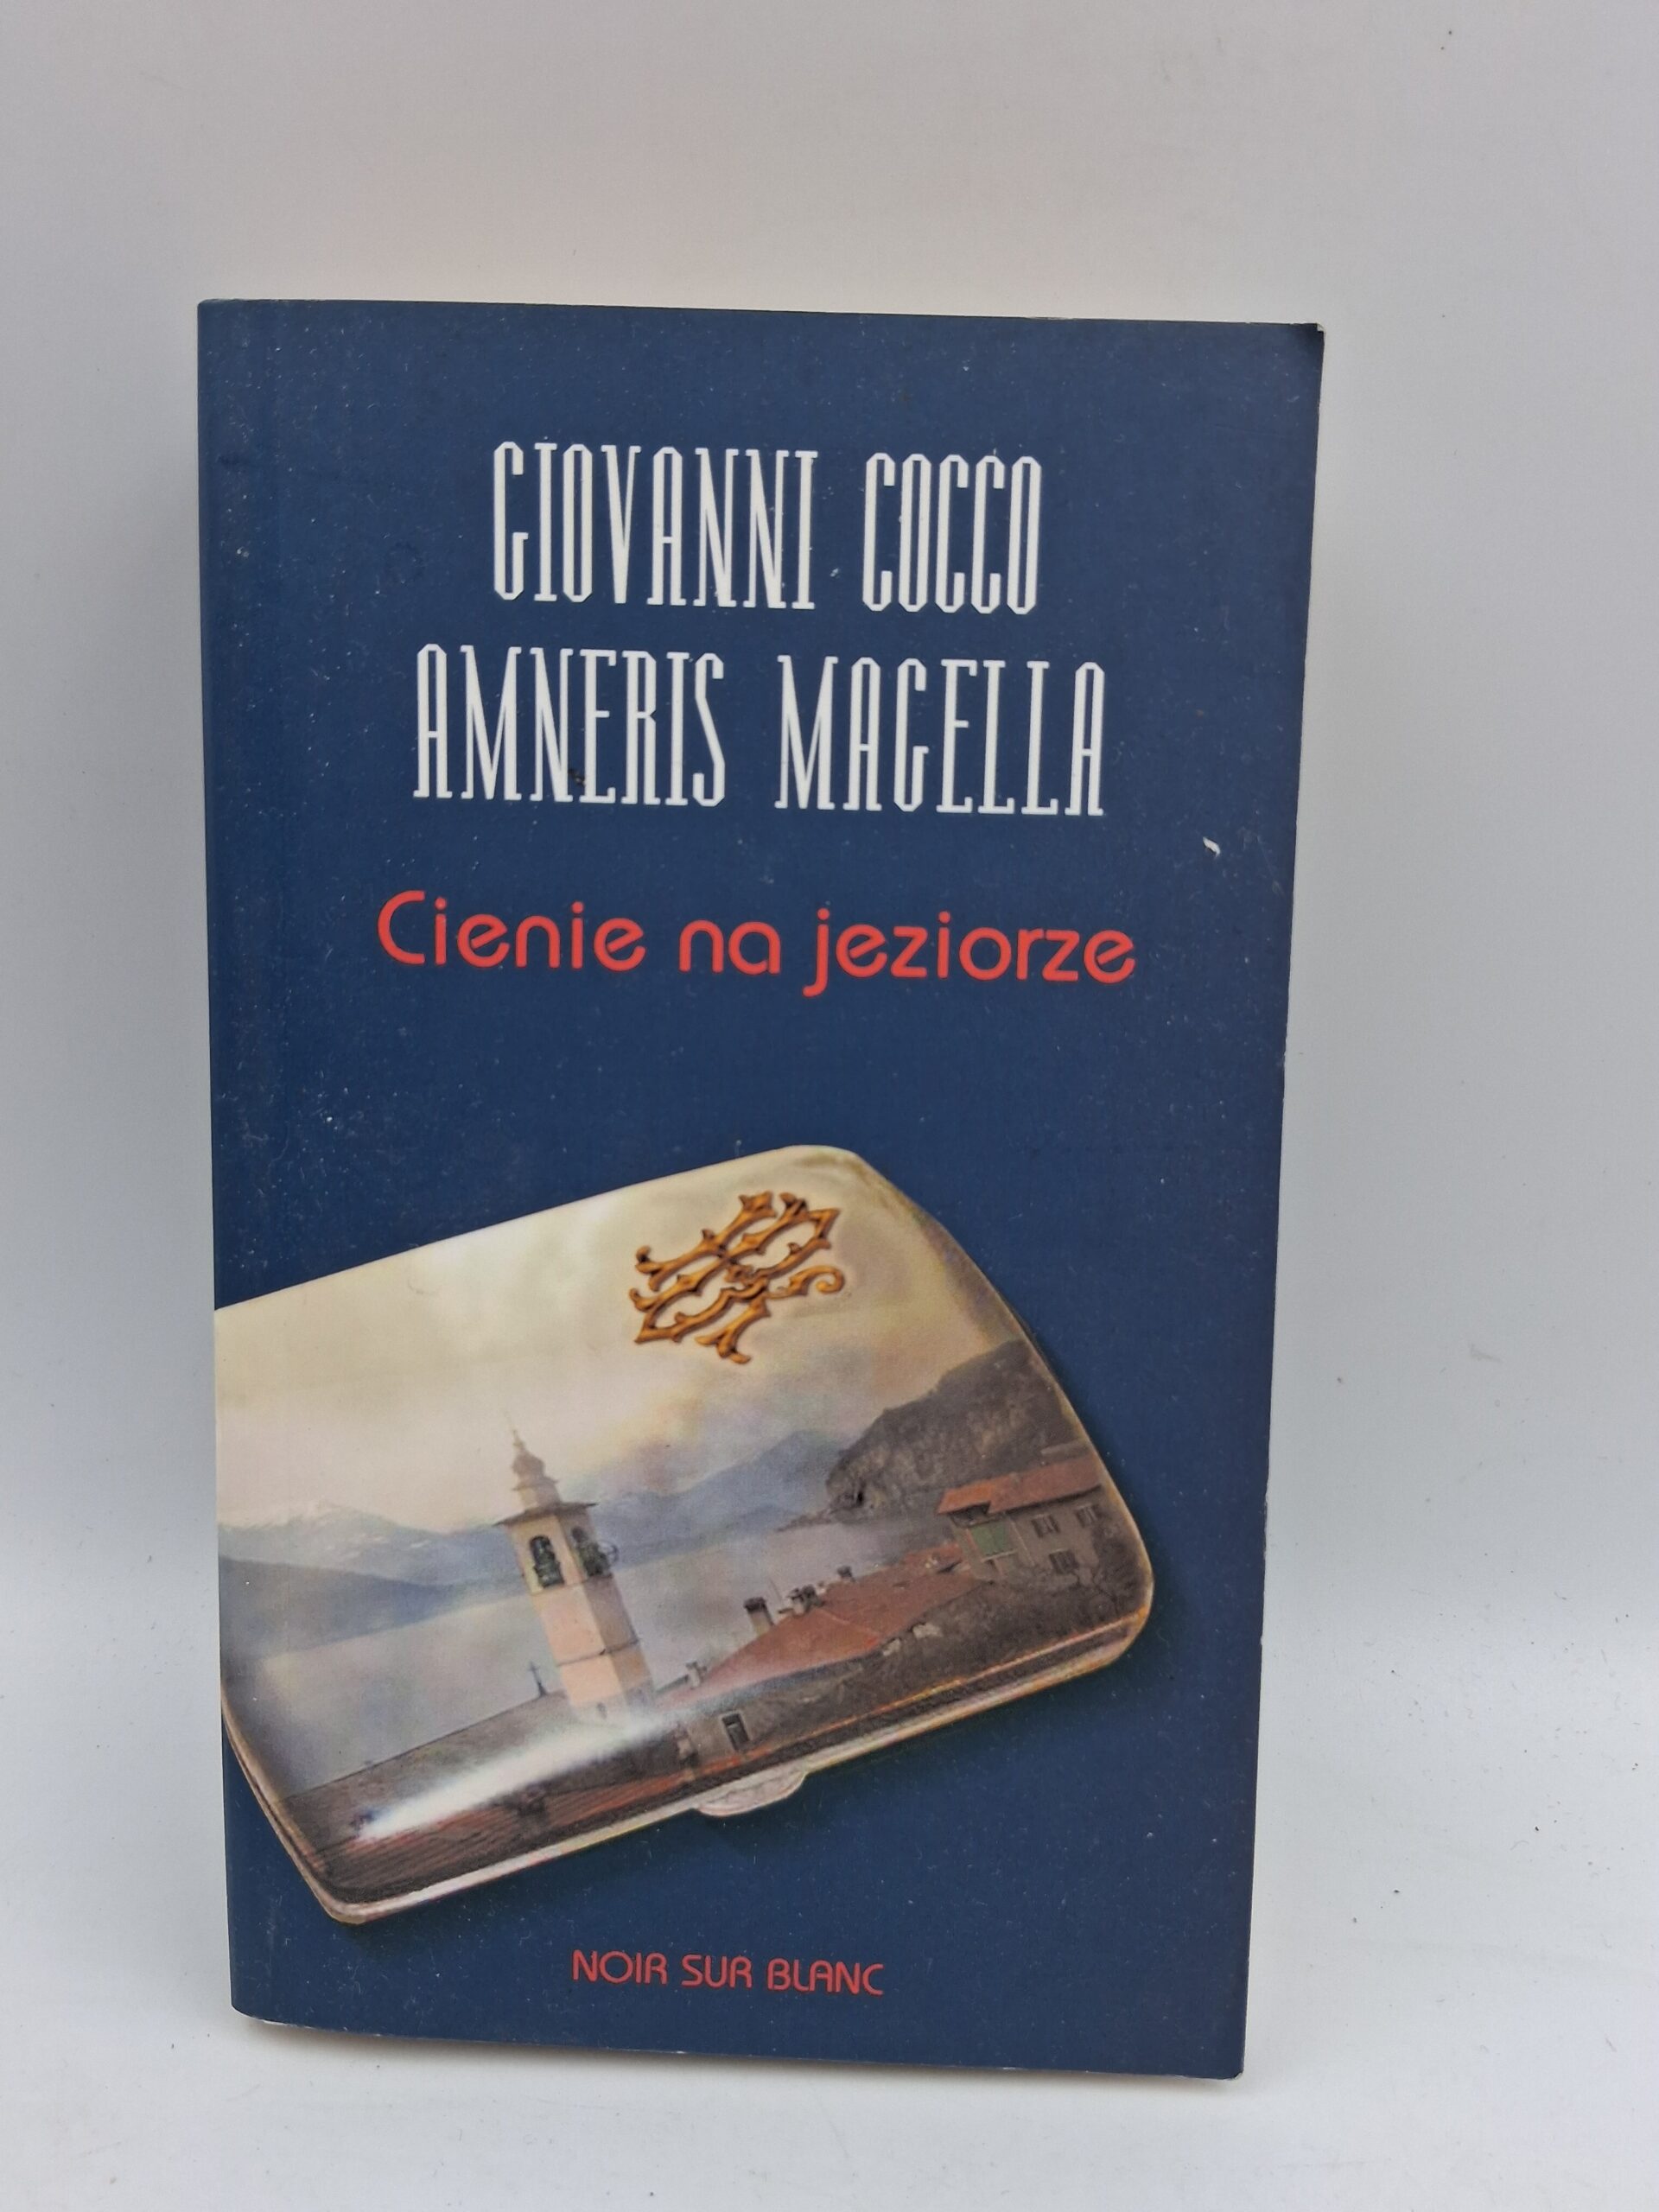 GIOVANNI COCCO
AMNERIS MAGELLA
Cienie na jeziorze
NOIR SUR BLANC